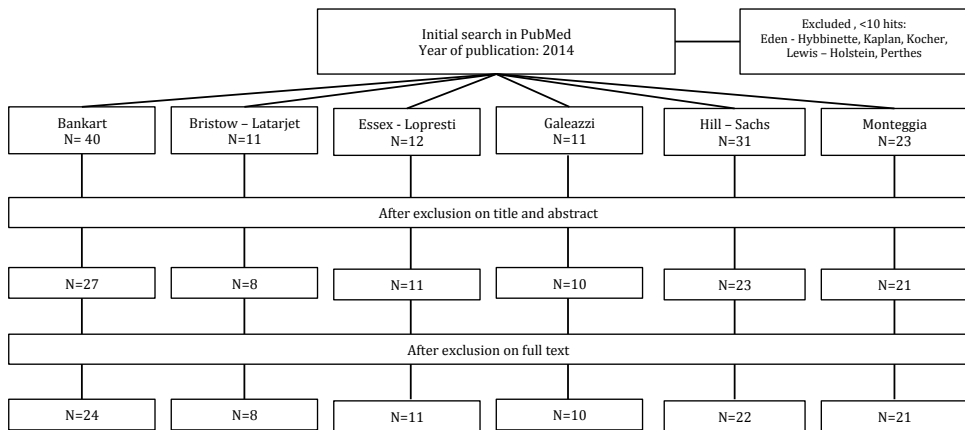 Initial search in PubMed
Year of publication: 2014
Excluded , <10 hits:
Eden - Hybbinette, Kaplan, Kocher,
Lewis – Holstein, Perthes
Bankart
N= 40
Bristow – Latarjet
N=11
Essex - Lopresti
N=12
Galeazzi
N=11
Hill – Sachs
N=31
Monteggia
N=23
After exclusion on title and abstract
N=27
N=8
N=11
N=10
N=23
N=21
After exclusion on full text
N=24
N=8
N=11
N=10
N=22
N=21